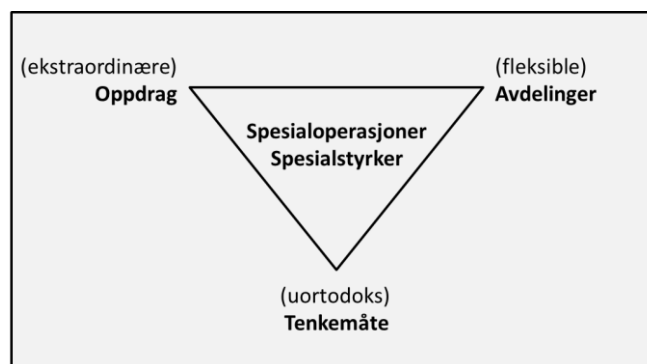 (ekstraordinære)
Oppdrag
(fleksible)
Avdelinger
Spesialoperasjoner
Spesialstyrker
(uortodoks)
Tenkemåte